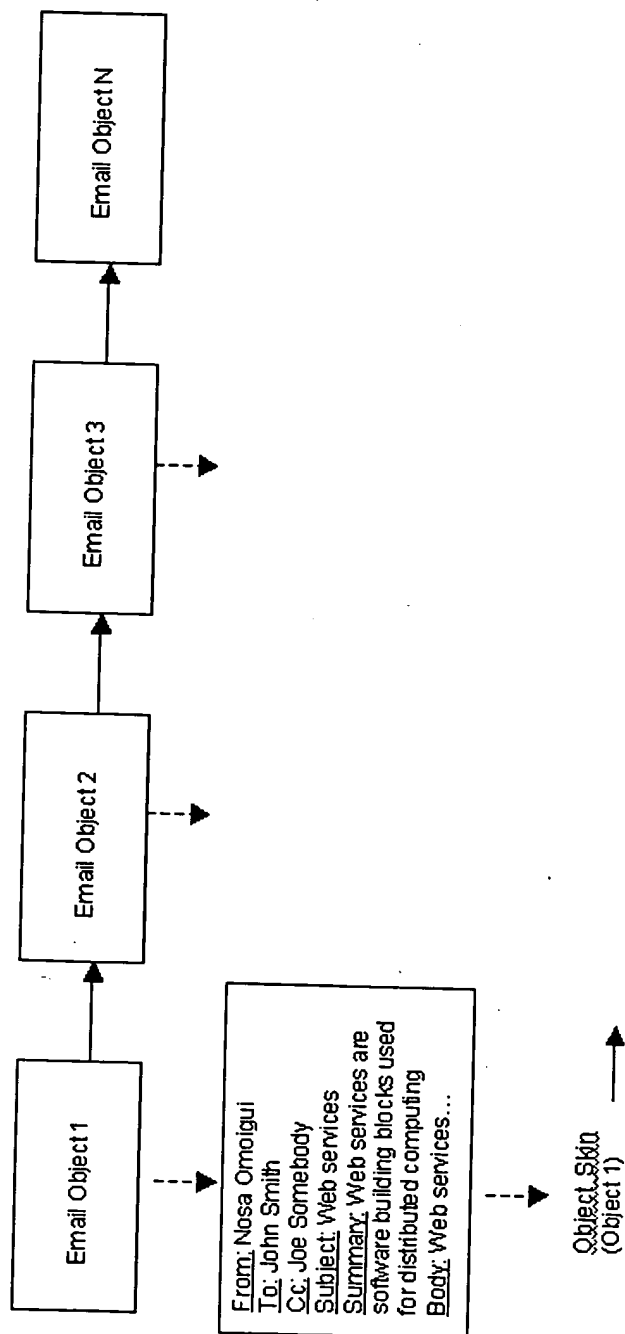 Email Object 1
Email Object 2
Email Object 3
Email Object N
From: Nosa Omoigui
To: John Smith
Cc: Joe Somebody
Subject: Web services
Summary: Web services are
software building blocks used
for distributed computing
Body: Web services...
Object Skin
(Object 1)